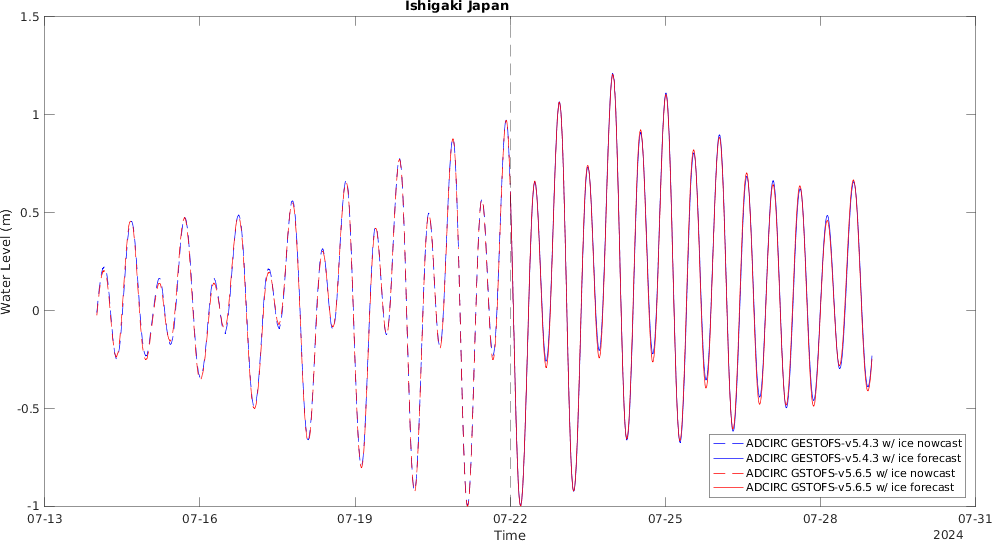 Ishigaki Japan
1.5
1
0.5
0
-0.5
-1
Water Level (m)
07-13
07-16
07-19
07-22
07-25
07-28
07-31
Time
2024
ADCIRC GESTOFS-v5.4.3 w/ ice nowcast
ADCIRC GESTOFS-v5.4.3 w/ ice forecast
ADCIRC GSTOFS-v5.6.5 w/ ice nowcast
ADCIRC GSTOFS-v5.6.5 w/ ice forecast